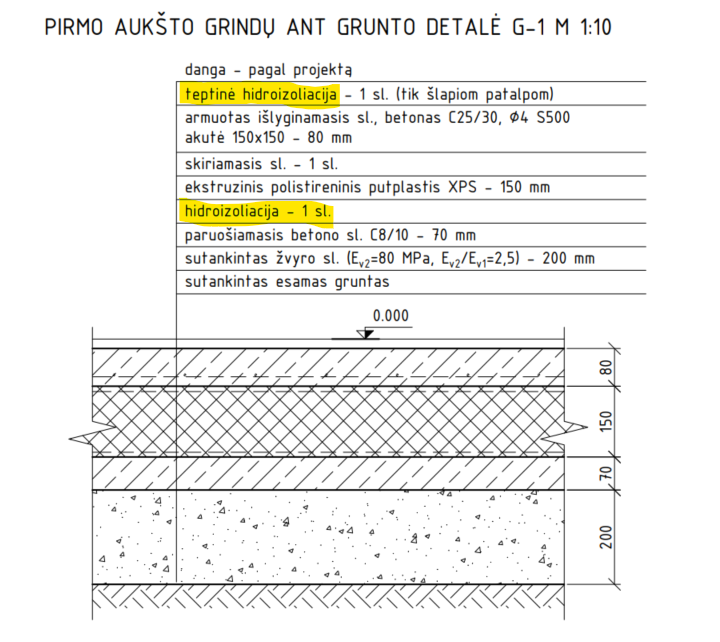 PIRMO AUKŠTO GRINDŲ ANT GRUNTO DETALĖ G-1 M 1:10
danga - pagal projektą
teptinė hidroizoliacija - 1 sl. (tik šlapiom patalpom)
armuotas išlyginamasis sl., betonas C25/30, Φ4 S500
akutė 150x150 - 80 mm
skiriamasis sl. - 1 sl.
ekstruzinis polistireninis putplastis XPS - 150 mm
hidroizoliacija - 1 sl.
paruošiamasis betono sl. C8/10 - 70 mm
sutankintas žvyro sl. (Ev2=80 MPa, Ev2/Ev1=2,5) - 200 mm
sutankintas esamas gruntas
0.000
80
150
70
200